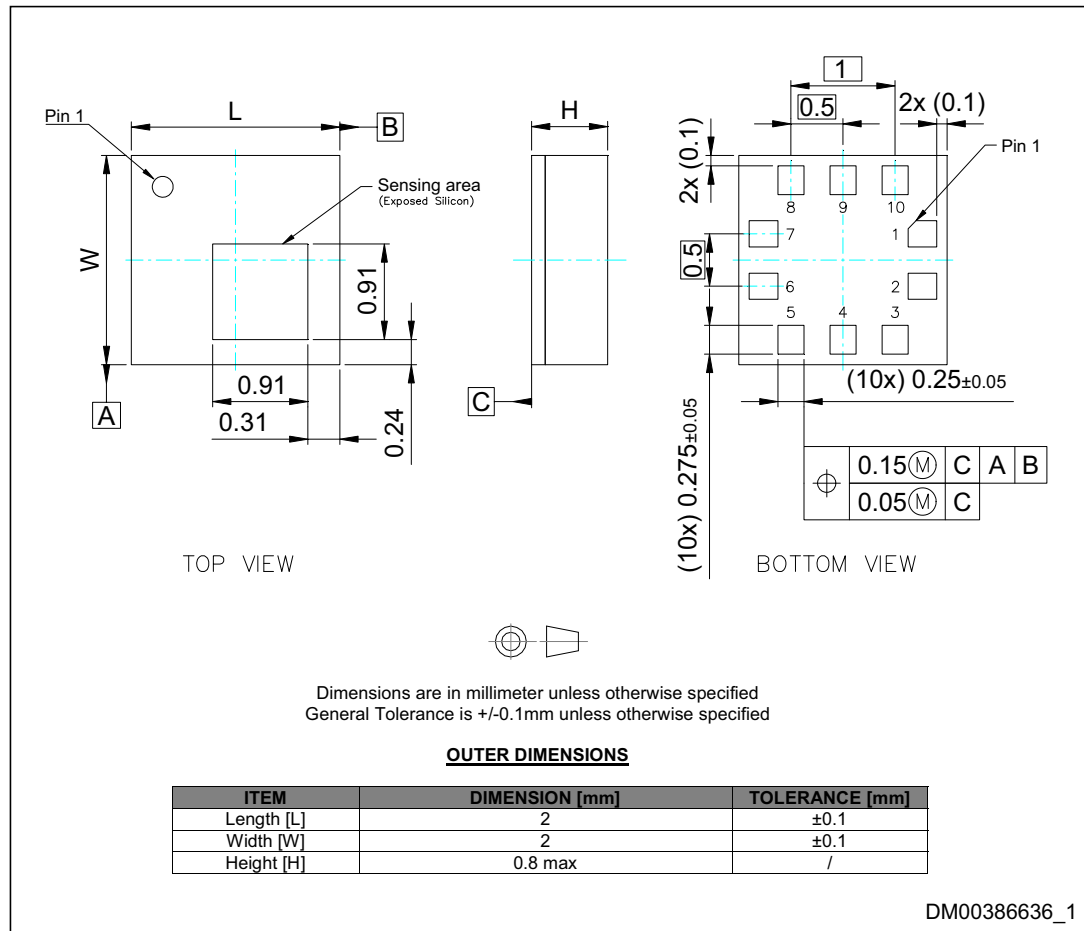 Pin 1
L
B
W
Sensing area
(Exposed Silicon)
0.91
0.91
0.31
0.24
A
TOP VIEW
H
C
1
0.5
2x (0.1)
2x (0.1)
Pin 1
8 9 10
7 1
0.5
6 2
5 4 3
(10x) 0.25±0.05
(10x) 0.275±0.05
0.15 M C A B
0.05 M C
BOTTOM VIEW
Dimensions are in millimeter unless otherwise specified
General Tolerance is +/-0.1mm unless otherwise specified
OUTER DIMENSIONS
ITEM DIMENSION [mm] TOLERANCE [mm]
Length [L] 2 ±0.1
Width [W] 2 ±0.1
Height [H] 0.8 max /
DM00386636_1